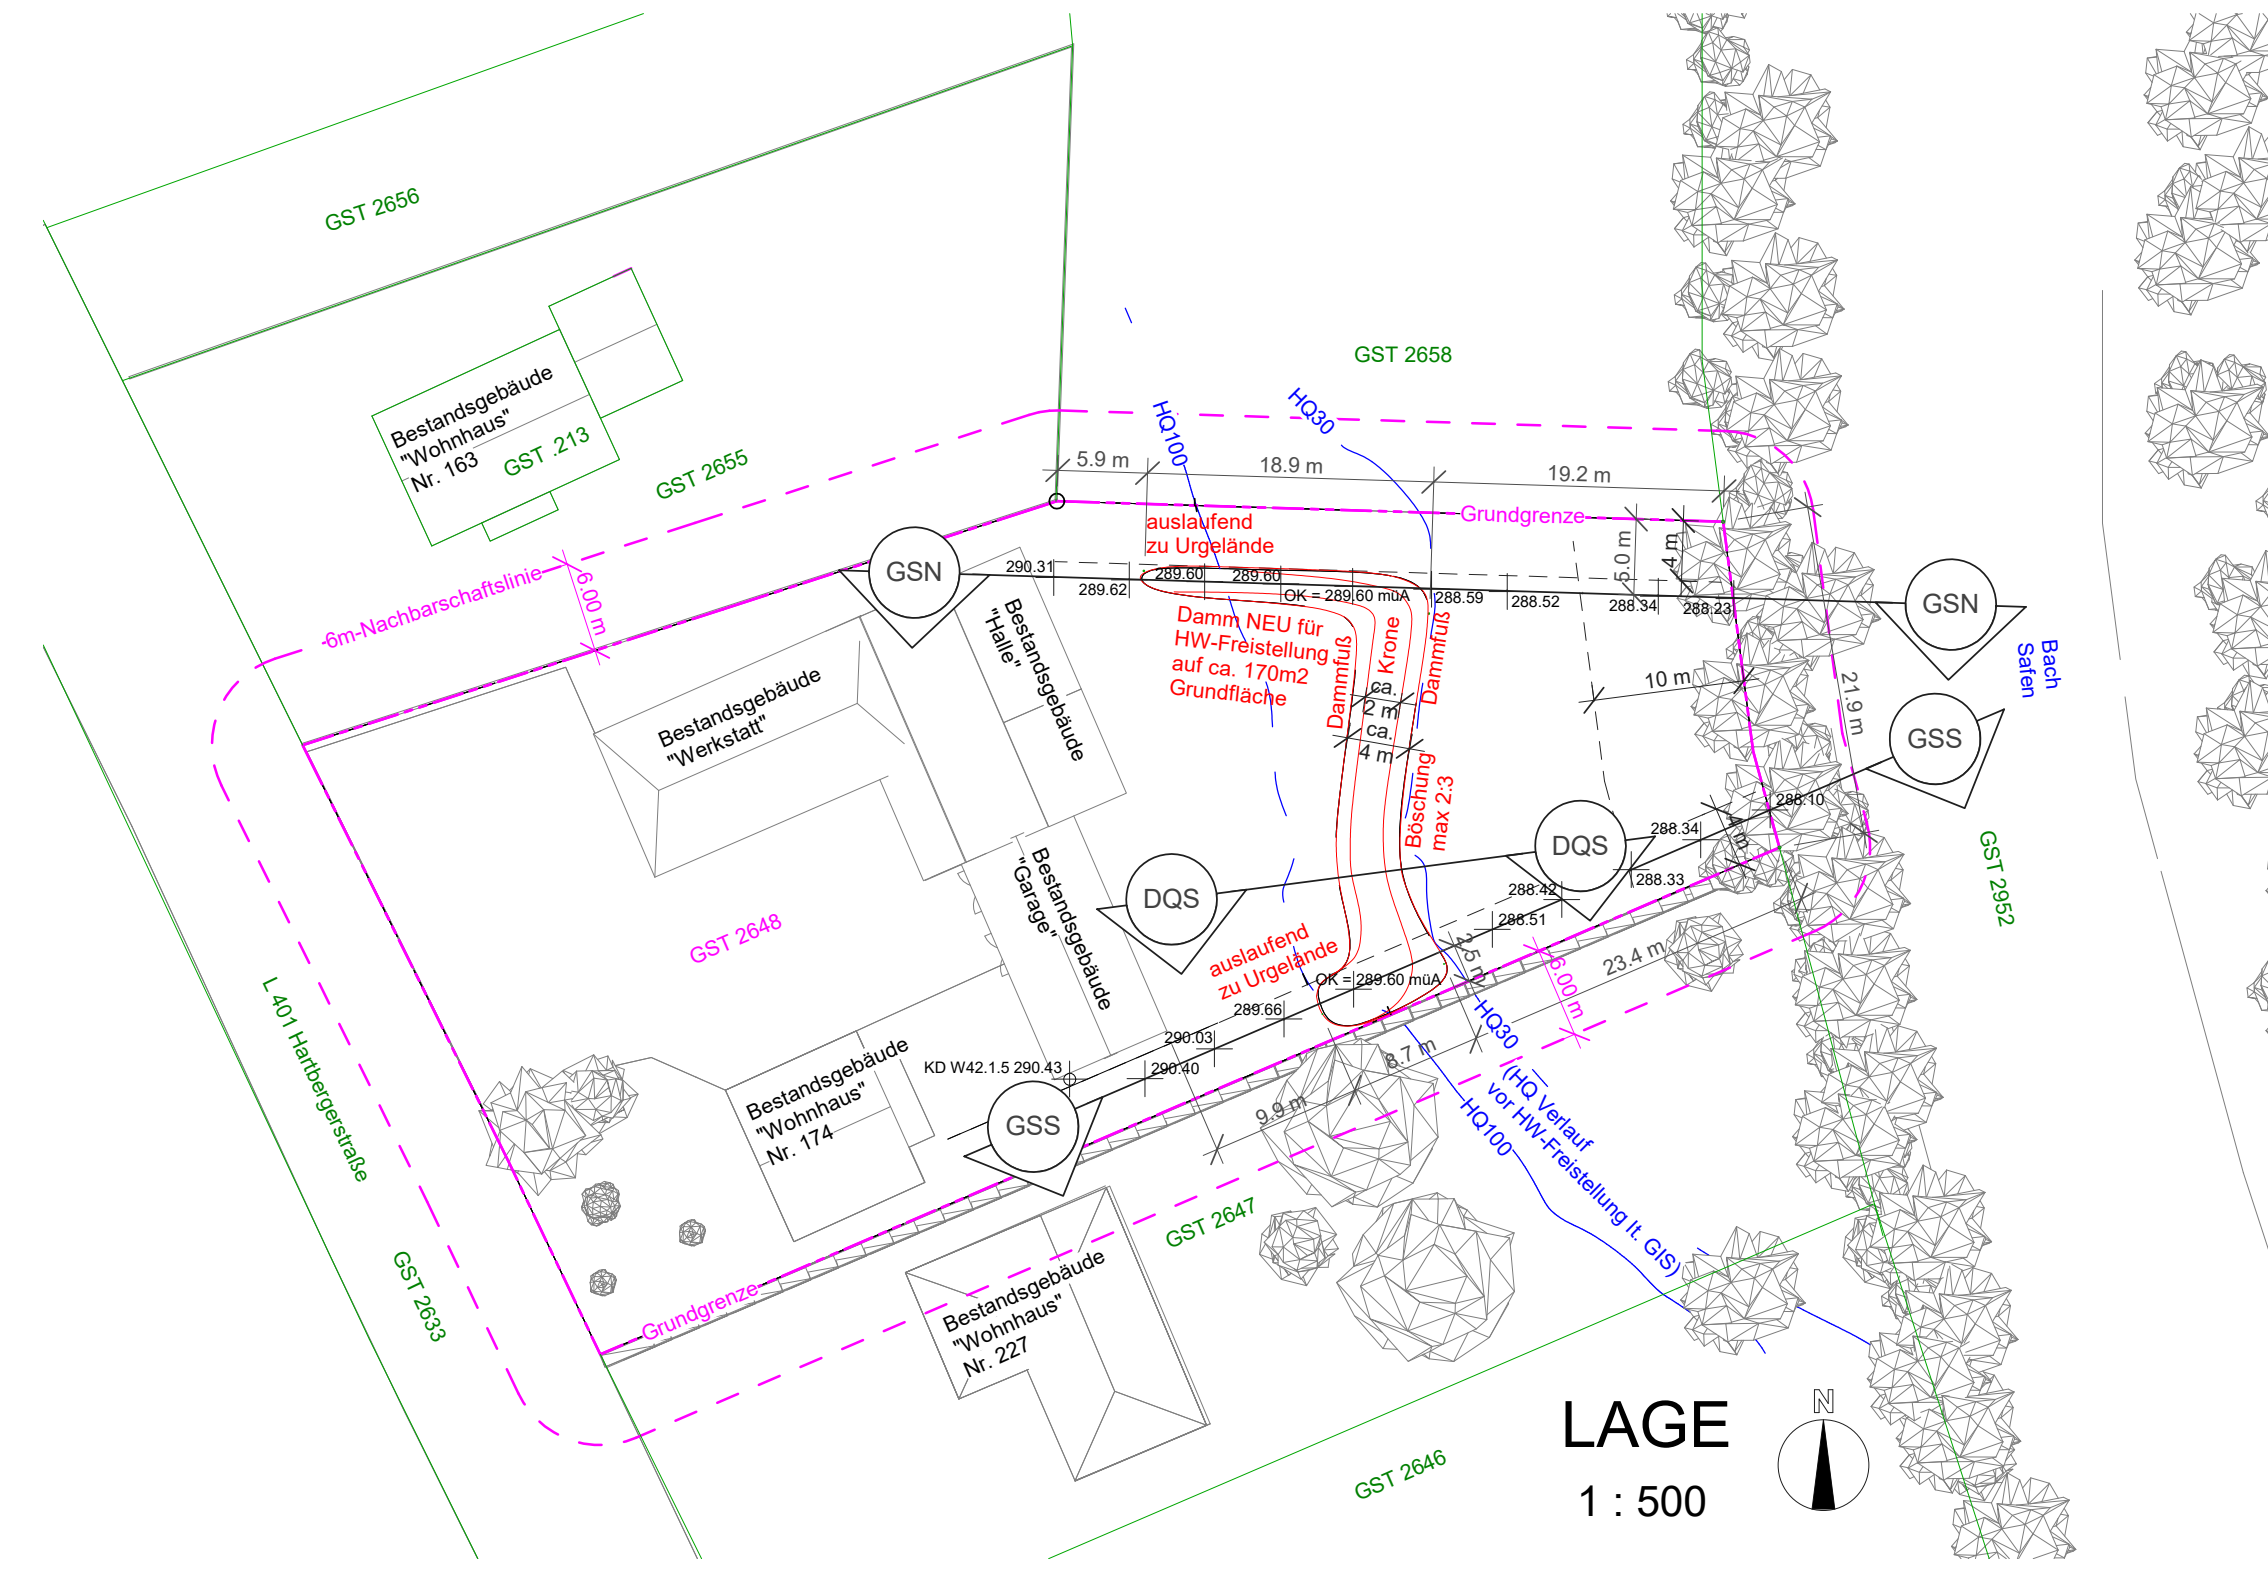 GST 2656
Bestandsgebäude
"Wohnhaus"
Nr. 163
GST .213
GST 2655
GST 2658
HQ100
HQ30
5.9 m
18.9 m
19.2 m
Grundgrenze
auslaufend
zu Urgelände
5.0 m
4 m
GSN
GSN
290.31
289.62
289.60
289.60
OK = 289.60 müA
288.59
288.52
288.34
288.23
-6m-Nachbarschaftslinie
6.00 m
Bestandsgebäude
"Halle"
Damm NEU für
HW-Freistellung
auf ca. 170m2
Grundfläche
Dammfuß
Krone
Dammfuß
ca.
2 m
ca.
4 m
10 m
21.9 m
Bach
Safen
Bestandsgebäude
"Werkstatt"
GSS
Böschung
max 2:3
288.10
4 m
DQS
DQS
288.34
288.33
288.42
288.51
GST 2952
Bestandsgebäude
"Garage"
GST 2648
auslaufend
zu Urgelände
OK = 289.60 müA
2.5 m
6.00 m
23.4 m
289.66
290.03
290.40
KD W42.1.5 290.43
HQ30
(HQ Verlauf
vor HW-Freistellung lt. GIS)
HQ100
8.7 m
9.9 m
L 401 Hartbergerstraße
Bestandsgebäude
"Wohnhaus"
Nr. 174
GSS
GST 2647
GST 2633
Grundgrenze
Bestandsgebäude
"Wohnhaus"
Nr. 227
GST 2646
LAGE
1 : 500
N